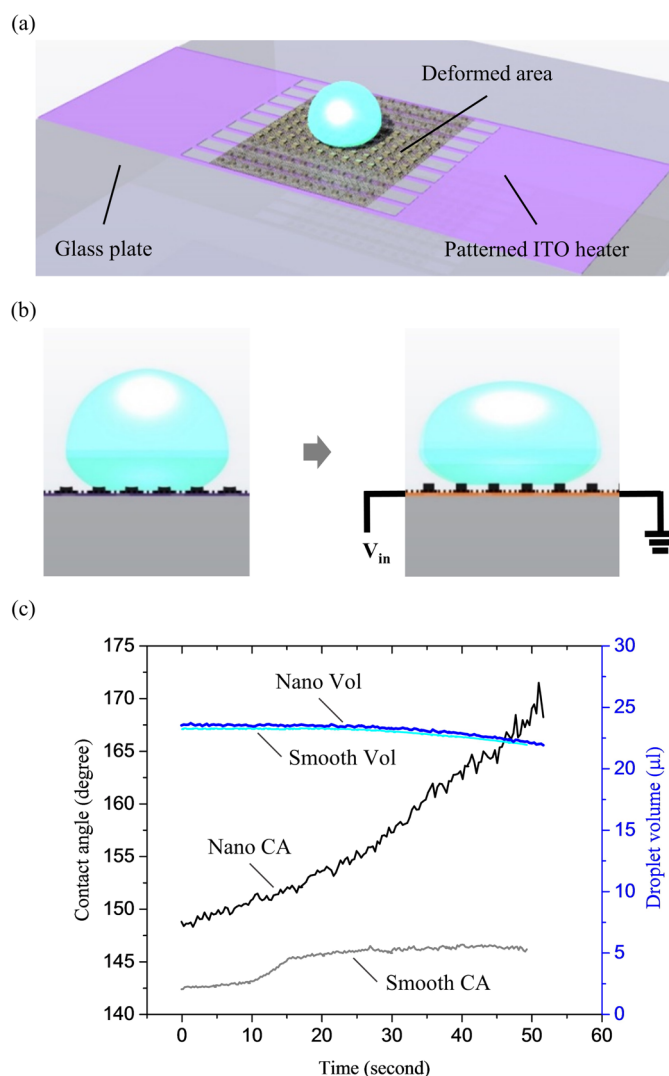 (a)
Deformed area
Glass plate
Patterned ITO heater
(b)
Vin
(c)
175
170
165
160
155
150
145
140
Contact angle (degree)
30
25
20
15
10
5
0
Droplet volume (μl)
Nano Vol
Smooth Vol
Nano CA
Smooth CA
0 10 20 30 40 50 60
Time (second)